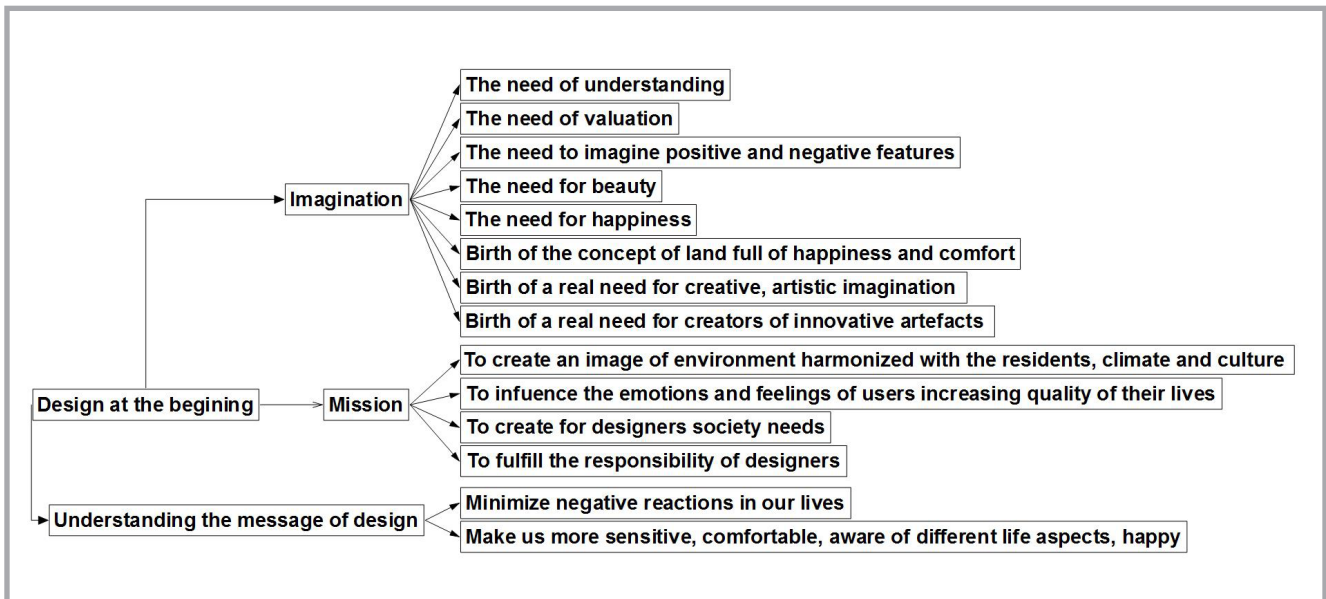 The need of understanding
The need of valuation
The need to imagine positive and negative features
The need for beauty
Imagination
The need for happiness
Birth of the concept of land full of happiness and comfort
Birth of a real need for creative, artistic imagination
Birth of a real need for creators of innovative artefacts
To create an image of environment harmonized with the residents, climate and culture
To infuence the emotions and feelings of users increasing quality of their lives
Design at the begining
Mission
To create for designers society needs
To fulfill the responsibility of designers
Minimize negative reactions in our lives
Understanding the message of design
Make us more sensitive, comfortable, aware of different life aspects, happy